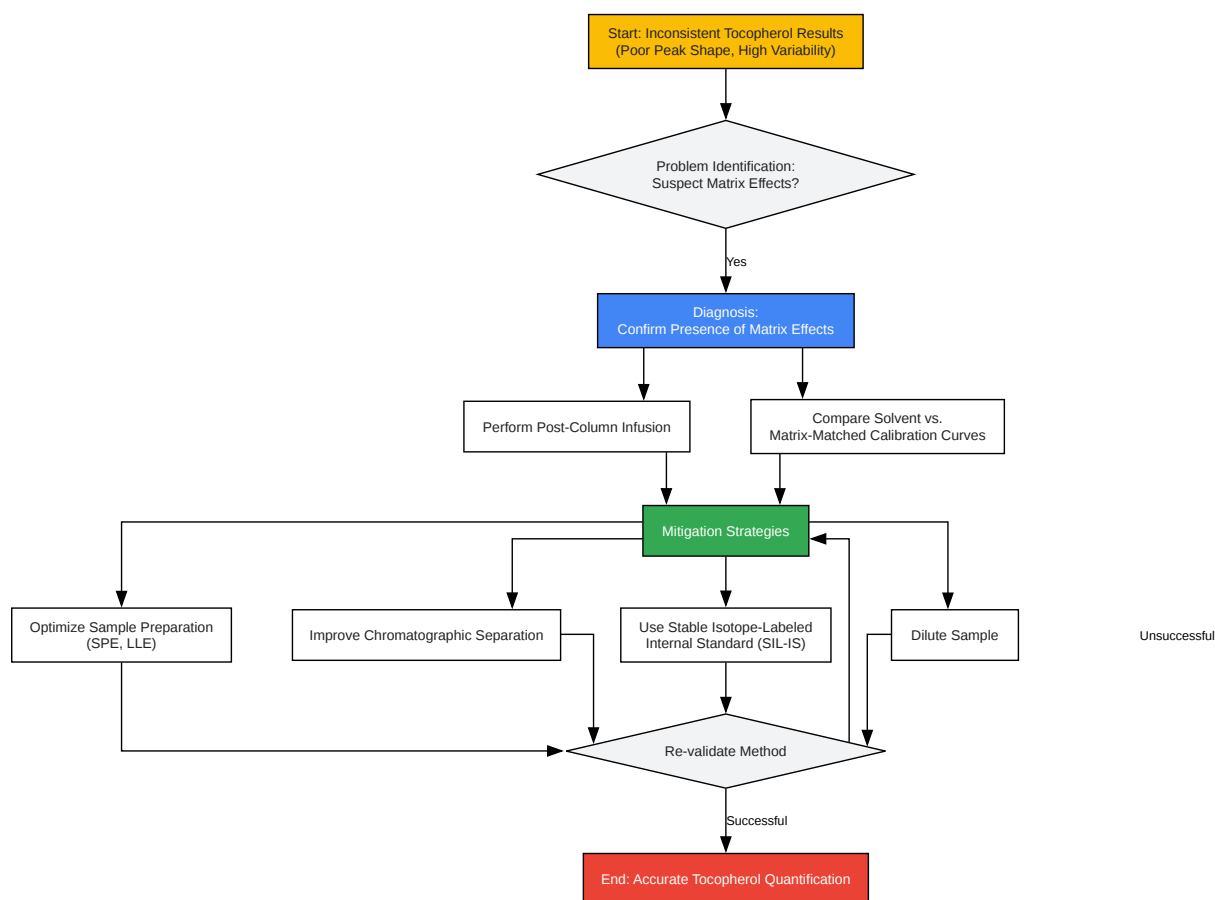 Start: Inconsistent Tocopherol Results
(Poor Peak Shape, High Variability)
Problem Identification:
Suspect Matrix Effects?
Yes
Diagnosis:
Confirm Presence of Matrix Effects
Perform Post-Column Infusion
Compare Solvent vs.
Matrix-Matched Calibration Curves
Mitigation Strategies
Optimize Sample Preparation
(SPE, LLE)
Improve Chromatographic Separation
Use Stable Isotope-Labeled
Internal Standard (SIL-IS)
Dilute Sample
Unsuccessful
Re-validate Method
Successful
End: Accurate Tocopherol Quantification